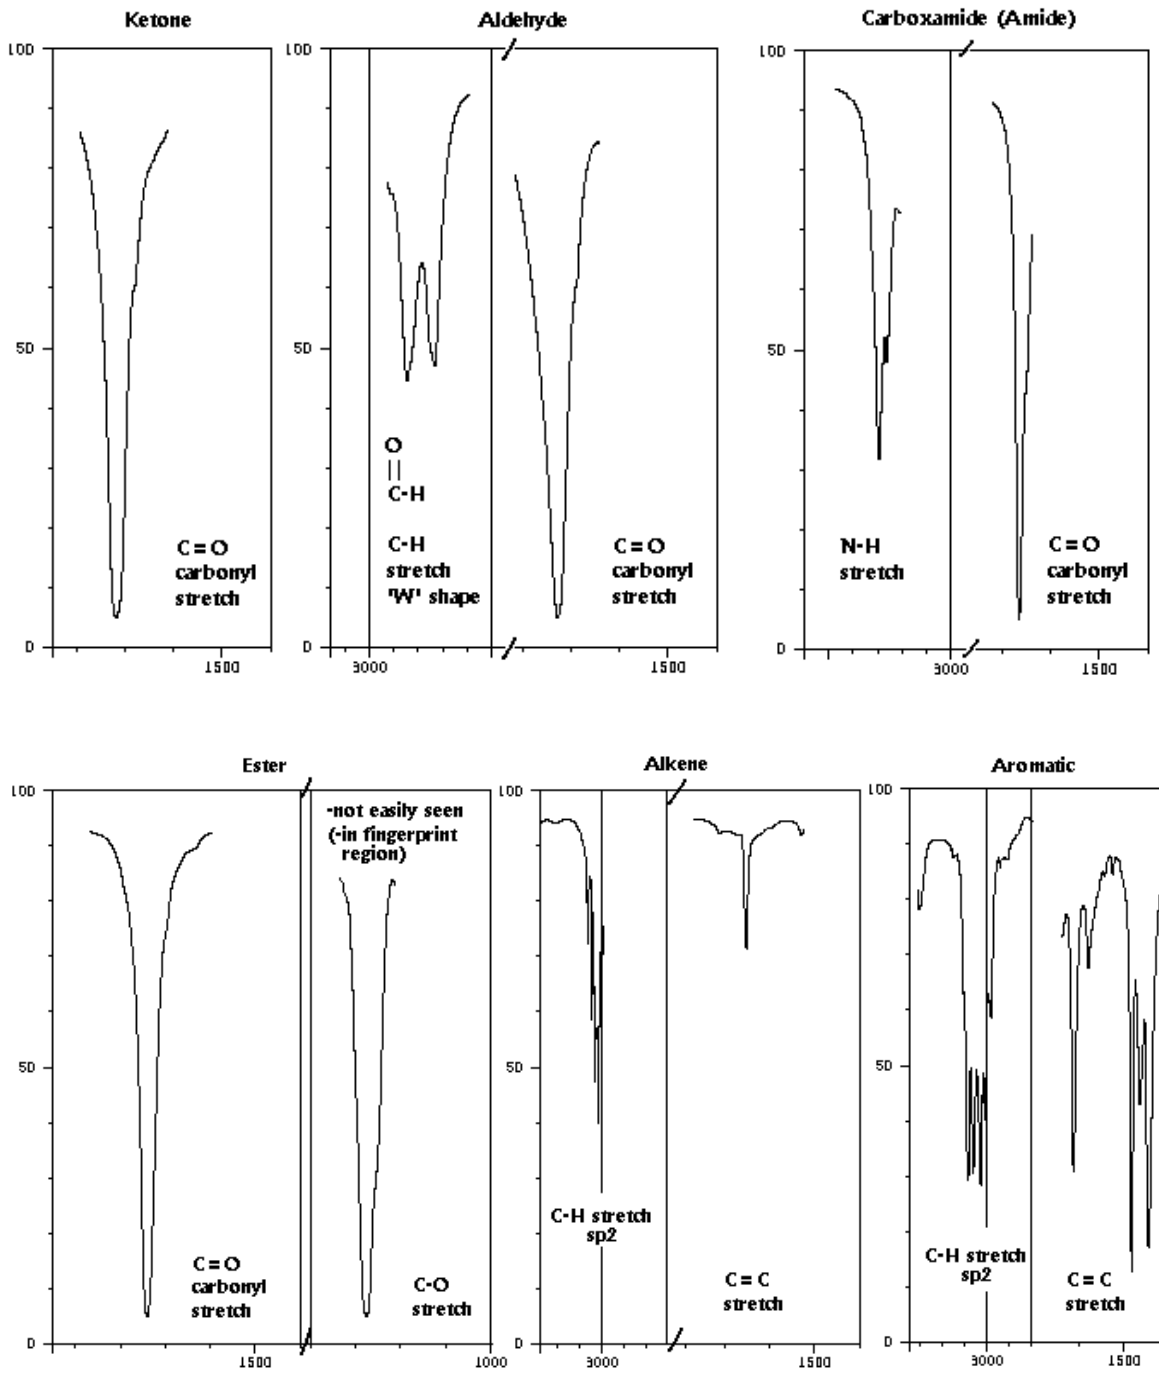 Ketone
Aldehyde
Carboxamide (Amide)
100
100
100
50
50
50
O
||
C-H
C=O
carbonyl
stretch
C-H
stretch
'W' shape
C=O
carbonyl
stretch
N-H
stretch
C=O
carbonyl
stretch
0
0
0
1500
3000
1500
3000
1500
Ester
Alkene
Aromatic
100
100
100
-not easily seen
(-in fingerprint
region)
50
50
50
C=O
carbonyl
stretch
C-O
stretch
C-H stretch
sp2
C=C
stretch
C-H stretch
sp2
C=C
stretch
0
0
0
1500
1000
3000
1500
3000
1500